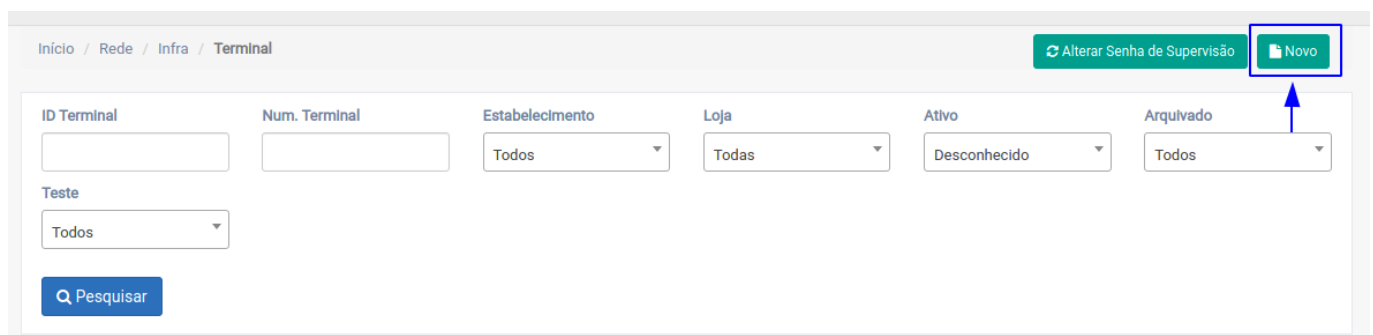 Início / Rede / Infra / Terminal
Alterar Senha de Supervisão
Novo
ID Terminal
Num. Terminal
Estabelecimento
Loja
Ativo
Arquivado
Todos
Todas
Desconhecido
Todos
Teste
Todos
Pesquisar